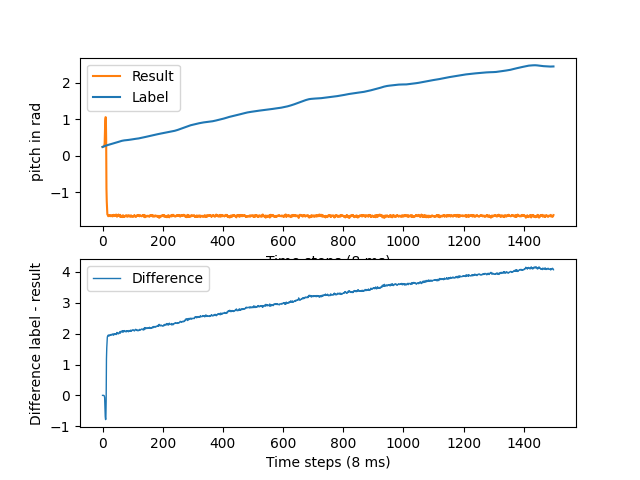 Result
Label
pitch in rad
2
1
0
−1
0 200 400 600 800 1000 1200 1400
Time steps (8 ms)
Difference
Difference label - result
4
3
2
1
0
−1
0 200 400 600 800 1000 1200 1400
Time steps (8 ms)